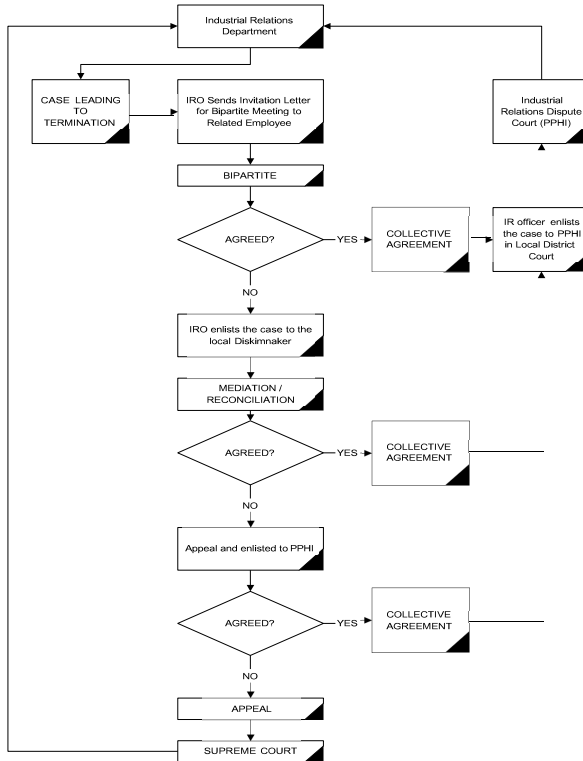 Industrial Relations
Department
CASE LEADING
TO
TERMINATION
IRO Sends Invitation Letter
for Bipartite Meeting to
Related Employee
Industrial
Relations Dispute
Court (PPHI)
BIPARTITE
AGREED?
YES
COLLECTIVE
AGREEMENT
IR officer enlists
the case to PPHI
in Local District
Court
NO
IRO enlists the case to the
local Diskimnaker
MEDIATION /
RECONCILIATION
AGREED?
YES
COLLECTIVE
AGREEMENT
NO
Appeal and enlisted to PPHI
AGREED?
YES
COLLECTIVE
AGREEMENT
NO
APPEAL
SUPREME COURT